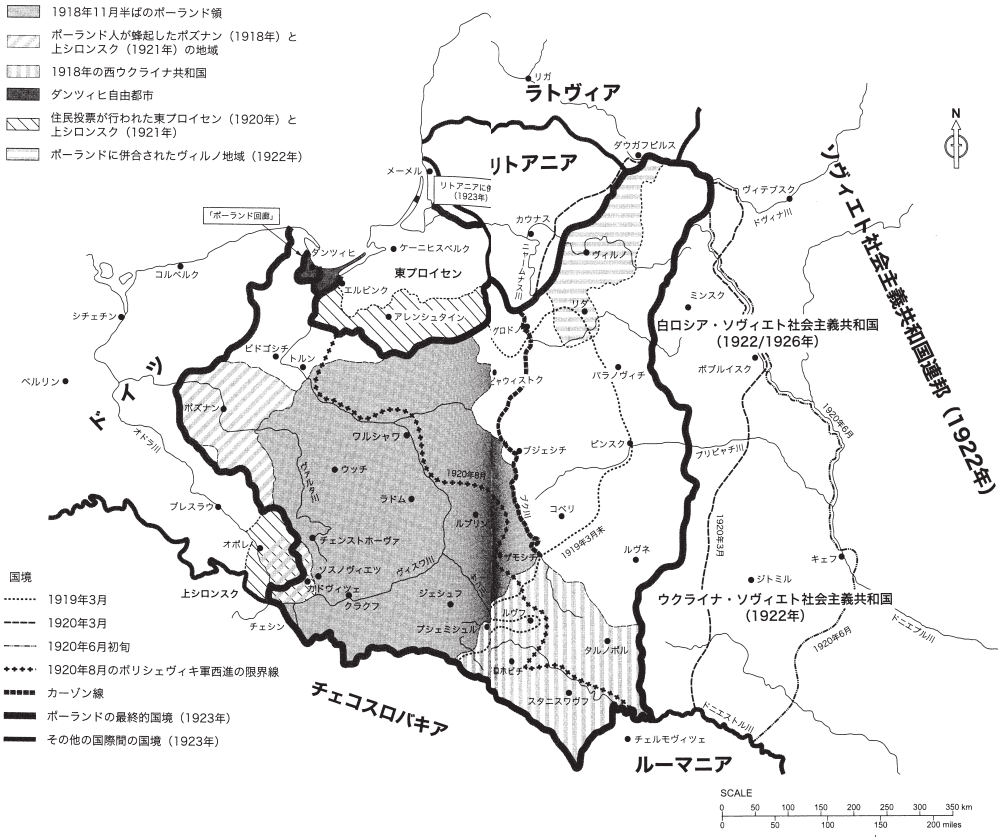 1918年11月半ばのポーランド領
ポーランド人が蜂起したポズナン（1918年）と
上シロンスク（1921年）の地域
1918年の西ウクライナ共和国
ダンツィヒ自由都市
住民投票が行われた東プロイセン（1920年）と
上シロンスク（1921年）
ポーランドに併合されたヴィルノ地域（1922年）
リガ
ラトヴィア
N
ダウガフピルス
リトアニア
メーメル
リトアニアに併
（1923年）
ヴィテブスク
ドヴィナ川
ソヴィエト社会主義共和国連邦（1922年）
「ポーランド回廊」
カウナス
ダンツィヒ
ケーニヒスベルク
ニャームナス川
ヴィルノ
コルベルク
東プロイセン
エルビンク
ミンスク
リダ
シチェチン
アレンシュタイン
グロドノ
白ロシア・ソヴィエト社会主義共和国
（1922/1926年）
ビドゴシチ
トルン
ボブルイスク
ベルリン
ドイツ
ビャウィストク
バラノヴィチ
ポズナン
1920年6月
オドラ川
ワルシャワ
ブジェシチ
ピンスク
プリピャチ川
ヴァルタ川
ウッチ
1920年8月
ラドム
ブレスラウ
ブク川
コベリ
ルブリン
1920年3月
オポレ
チェンストホーヴァ
1919年3月末
ザモシチ
ルヴネ
キェフ
国境
ソスノヴィエツ
ヴィスワ川
ジトミル
カドヴィツェ
上シロンスク
クラクフ
ジェシュフ
ウクライナ・ソヴィエト社会主義共和国
（1922年）
1919年3月
ルヴフ
チェシン
プシェミシュル
ドニエプル川
1920年3月
タルノポル
1920年6月
1920年6月初旬
1920年8月のボリシェヴィキ軍西進の限界線
ロホビチ
カーゾン線
スタニスワヴフ
チェコスロバキア
ポーランドの最終的国境（1923年）
ドニエストル川
その他の国際間の国境（1923年）
チェルモヴィツェ
ルーマニア
SCALE
0 50 100 150 200 250 300 350 km
0 50 100 150 200 miles